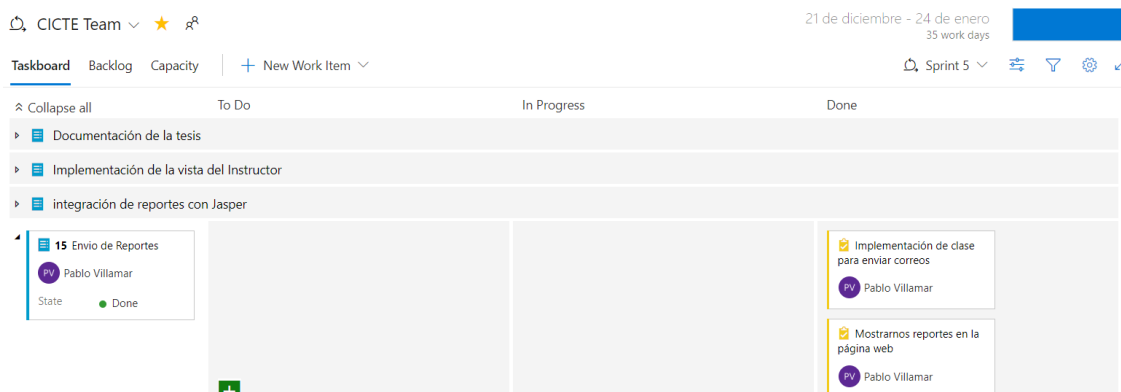 CICTE Team
21 de diciembre - 24 de enero
35 work days
Taskboard Backlog Capacity New Work Item Sprint 5
Collapse all To Do In Progress Done
Documentación de la tesis
Implementación de la vista del Instructor
integración de reportes con Jasper
15 Envio de Reportes
PV Pablo Villamar
State Done
Implementación de clase
para enviar correos
PV Pablo Villamar
Mostrarnos reportes en la
página web
PV Pablo Villamar